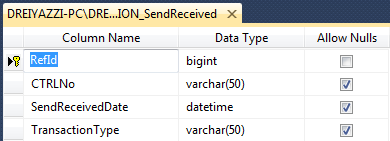 DREIYAZZI-PC\DRE...ION_SendReceived
Column Name Data Type Allow Nulls
RefId bigint
CTRLNo varchar(50)
SendReceivedDate datetime
TransactionType varchar(50)